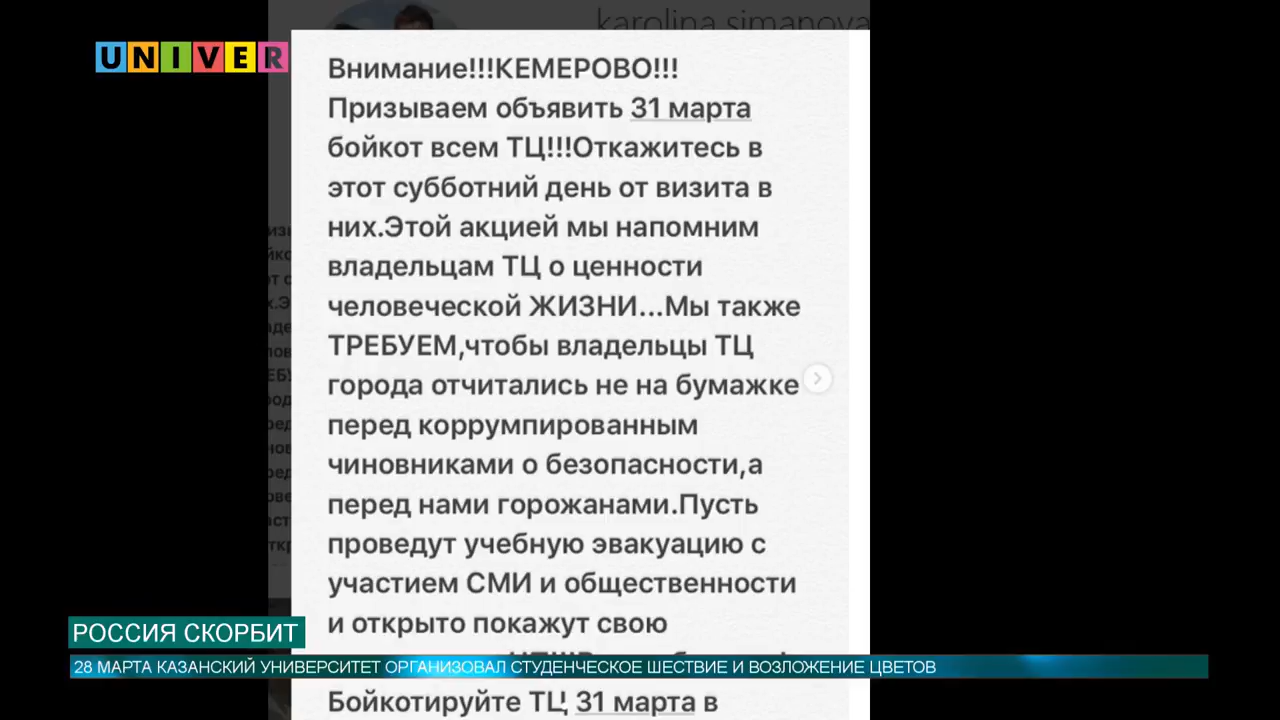 karolina simanova
UNIVER
Внимание!!!КЕМЕРОВО!!!
Призываем объявить 31 марта
бойкот всем ТЦ!!!Откажитесь в
этот субботний день от визита в
них.Этой акцией мы напомним
владельцам ТЦ о ценности
человеческой ЖИЗНИ...Мы также
ТРЕБУЕМ,чтобы владельцы ТЦ
города отчитались не на бумажке
перед коррумпированным
чиновниками о безопасности,а
перед нами горожанами.Пусть
проведут учебную эвакуацию с
участием СМИ и общественности
и открыто покажут свою
Бойкотируйте ТЦ 31 марта в
РОССИЯ СКОРБИТ
28 МАРТА КАЗАНСКИЙ УНИВЕРСИТЕТ ОРГАНИЗОВАЛ СТУДЕНЧЕСКОЕ ШЕСТВИЕ И ВОЗЛОЖЕНИЕ ЦВЕТОВ